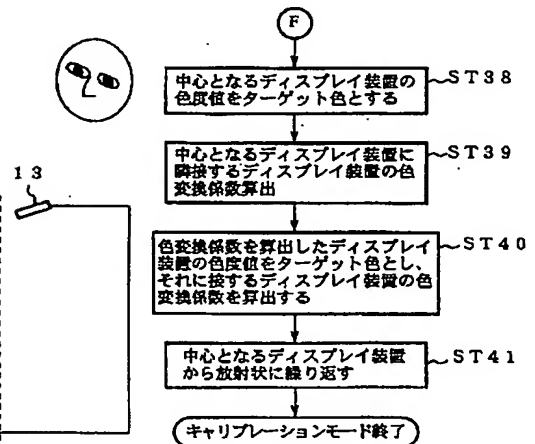 F
中心となるディスプレイ装置の
色度値をターゲット色とする
ST38
中心となるディスプレイ装置に
隣接するディスプレイ装置の色
変換係数算出
ST39
13
色変換係数を算出したディスプレイ
装置の色度値をターゲット色とし、
それに接するディスプレイ装置の色
変換係数を算出する
ST40
中心となるディスプレイ装置
から放射状に繰り返す
ST41
キャリブレーションモード終了